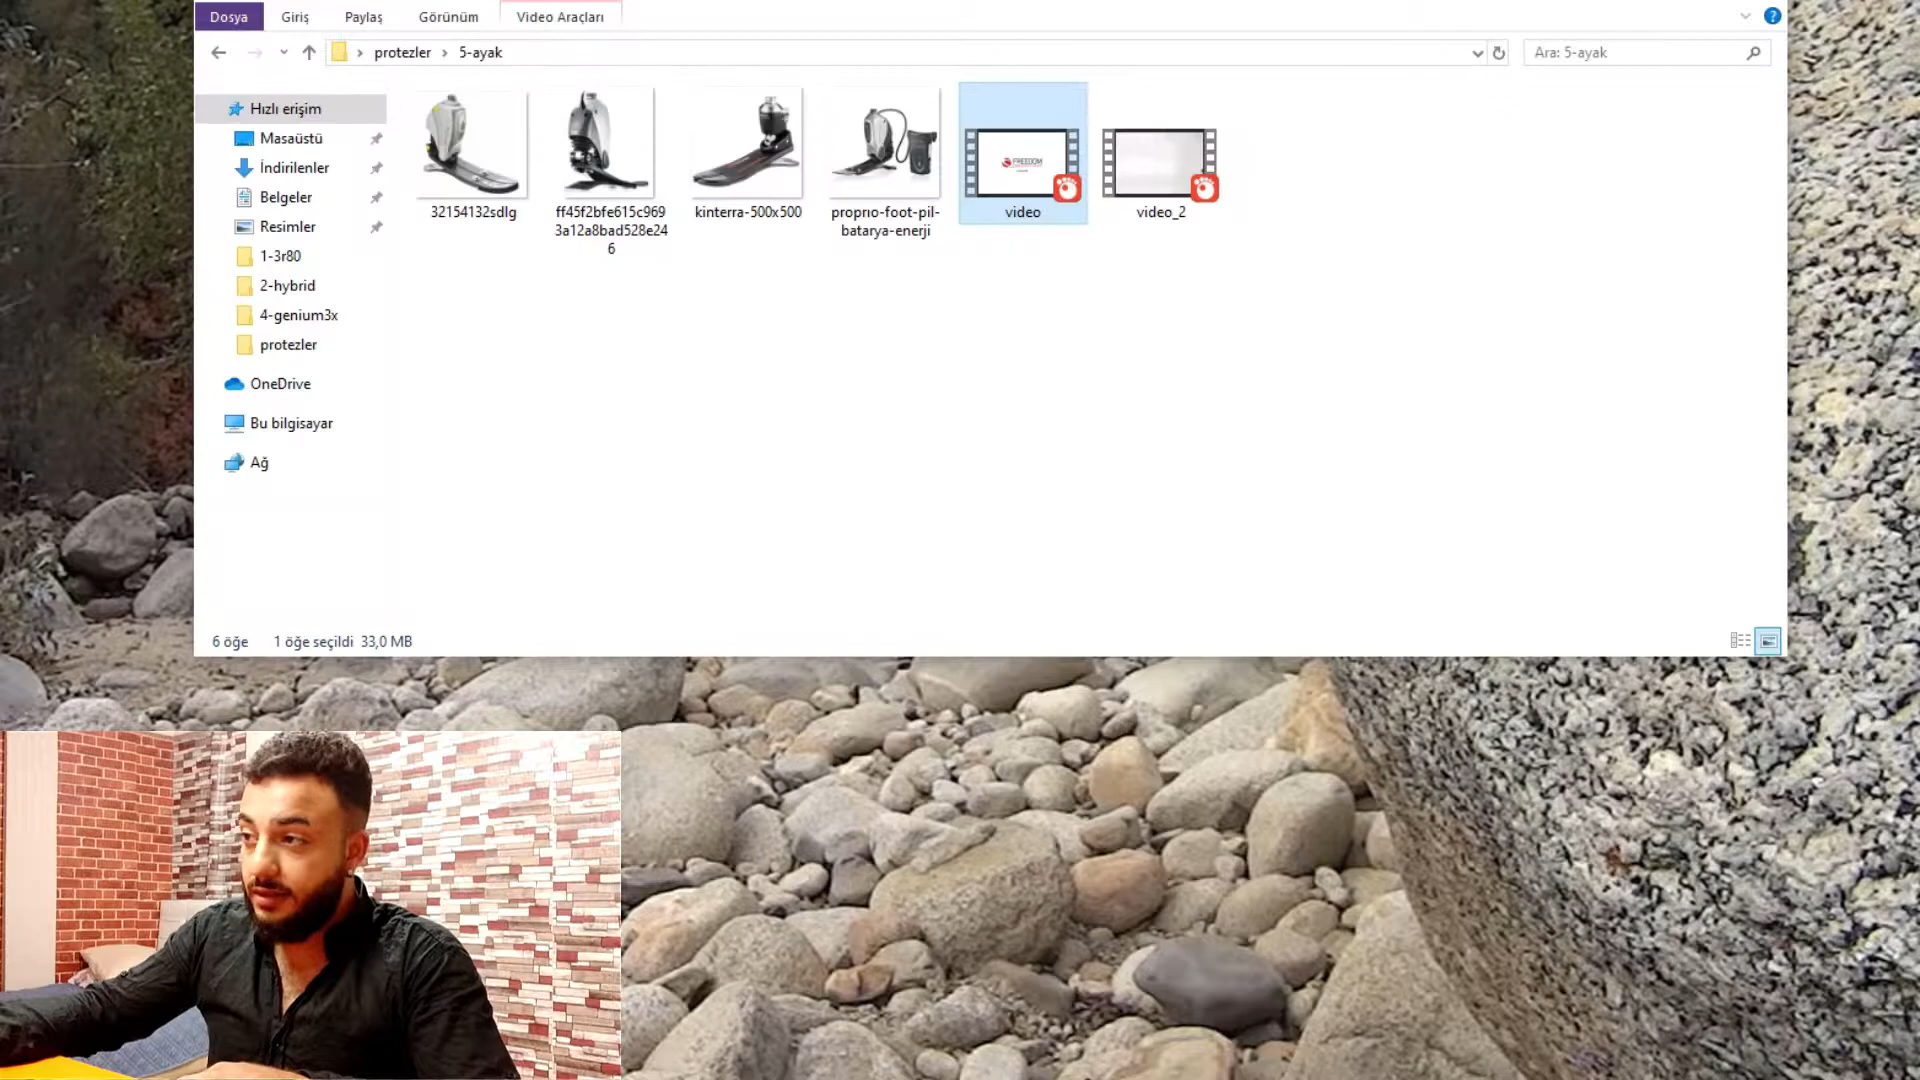 Dosya Giriş Paylaş Görünüm Video Araçları
protezler 5-ayak
Ara: 5-ayak
Hızlı erişim
Masaüstü
İndirilenler
Belgeler
Resimler
1-3r80
2-hybrid
4-genium3x
protezler
OneDrive
Bu bilgisayar
Ağ
32154132sdlg
ff45f2bfe615c969
3a12a8bad528e24
6
kinterra-500x500
proprıo-foot-pil-
batarya-enerji
FREEDOM
video
video_2
6 öğe 1 öğe seçildi 33,0 MB